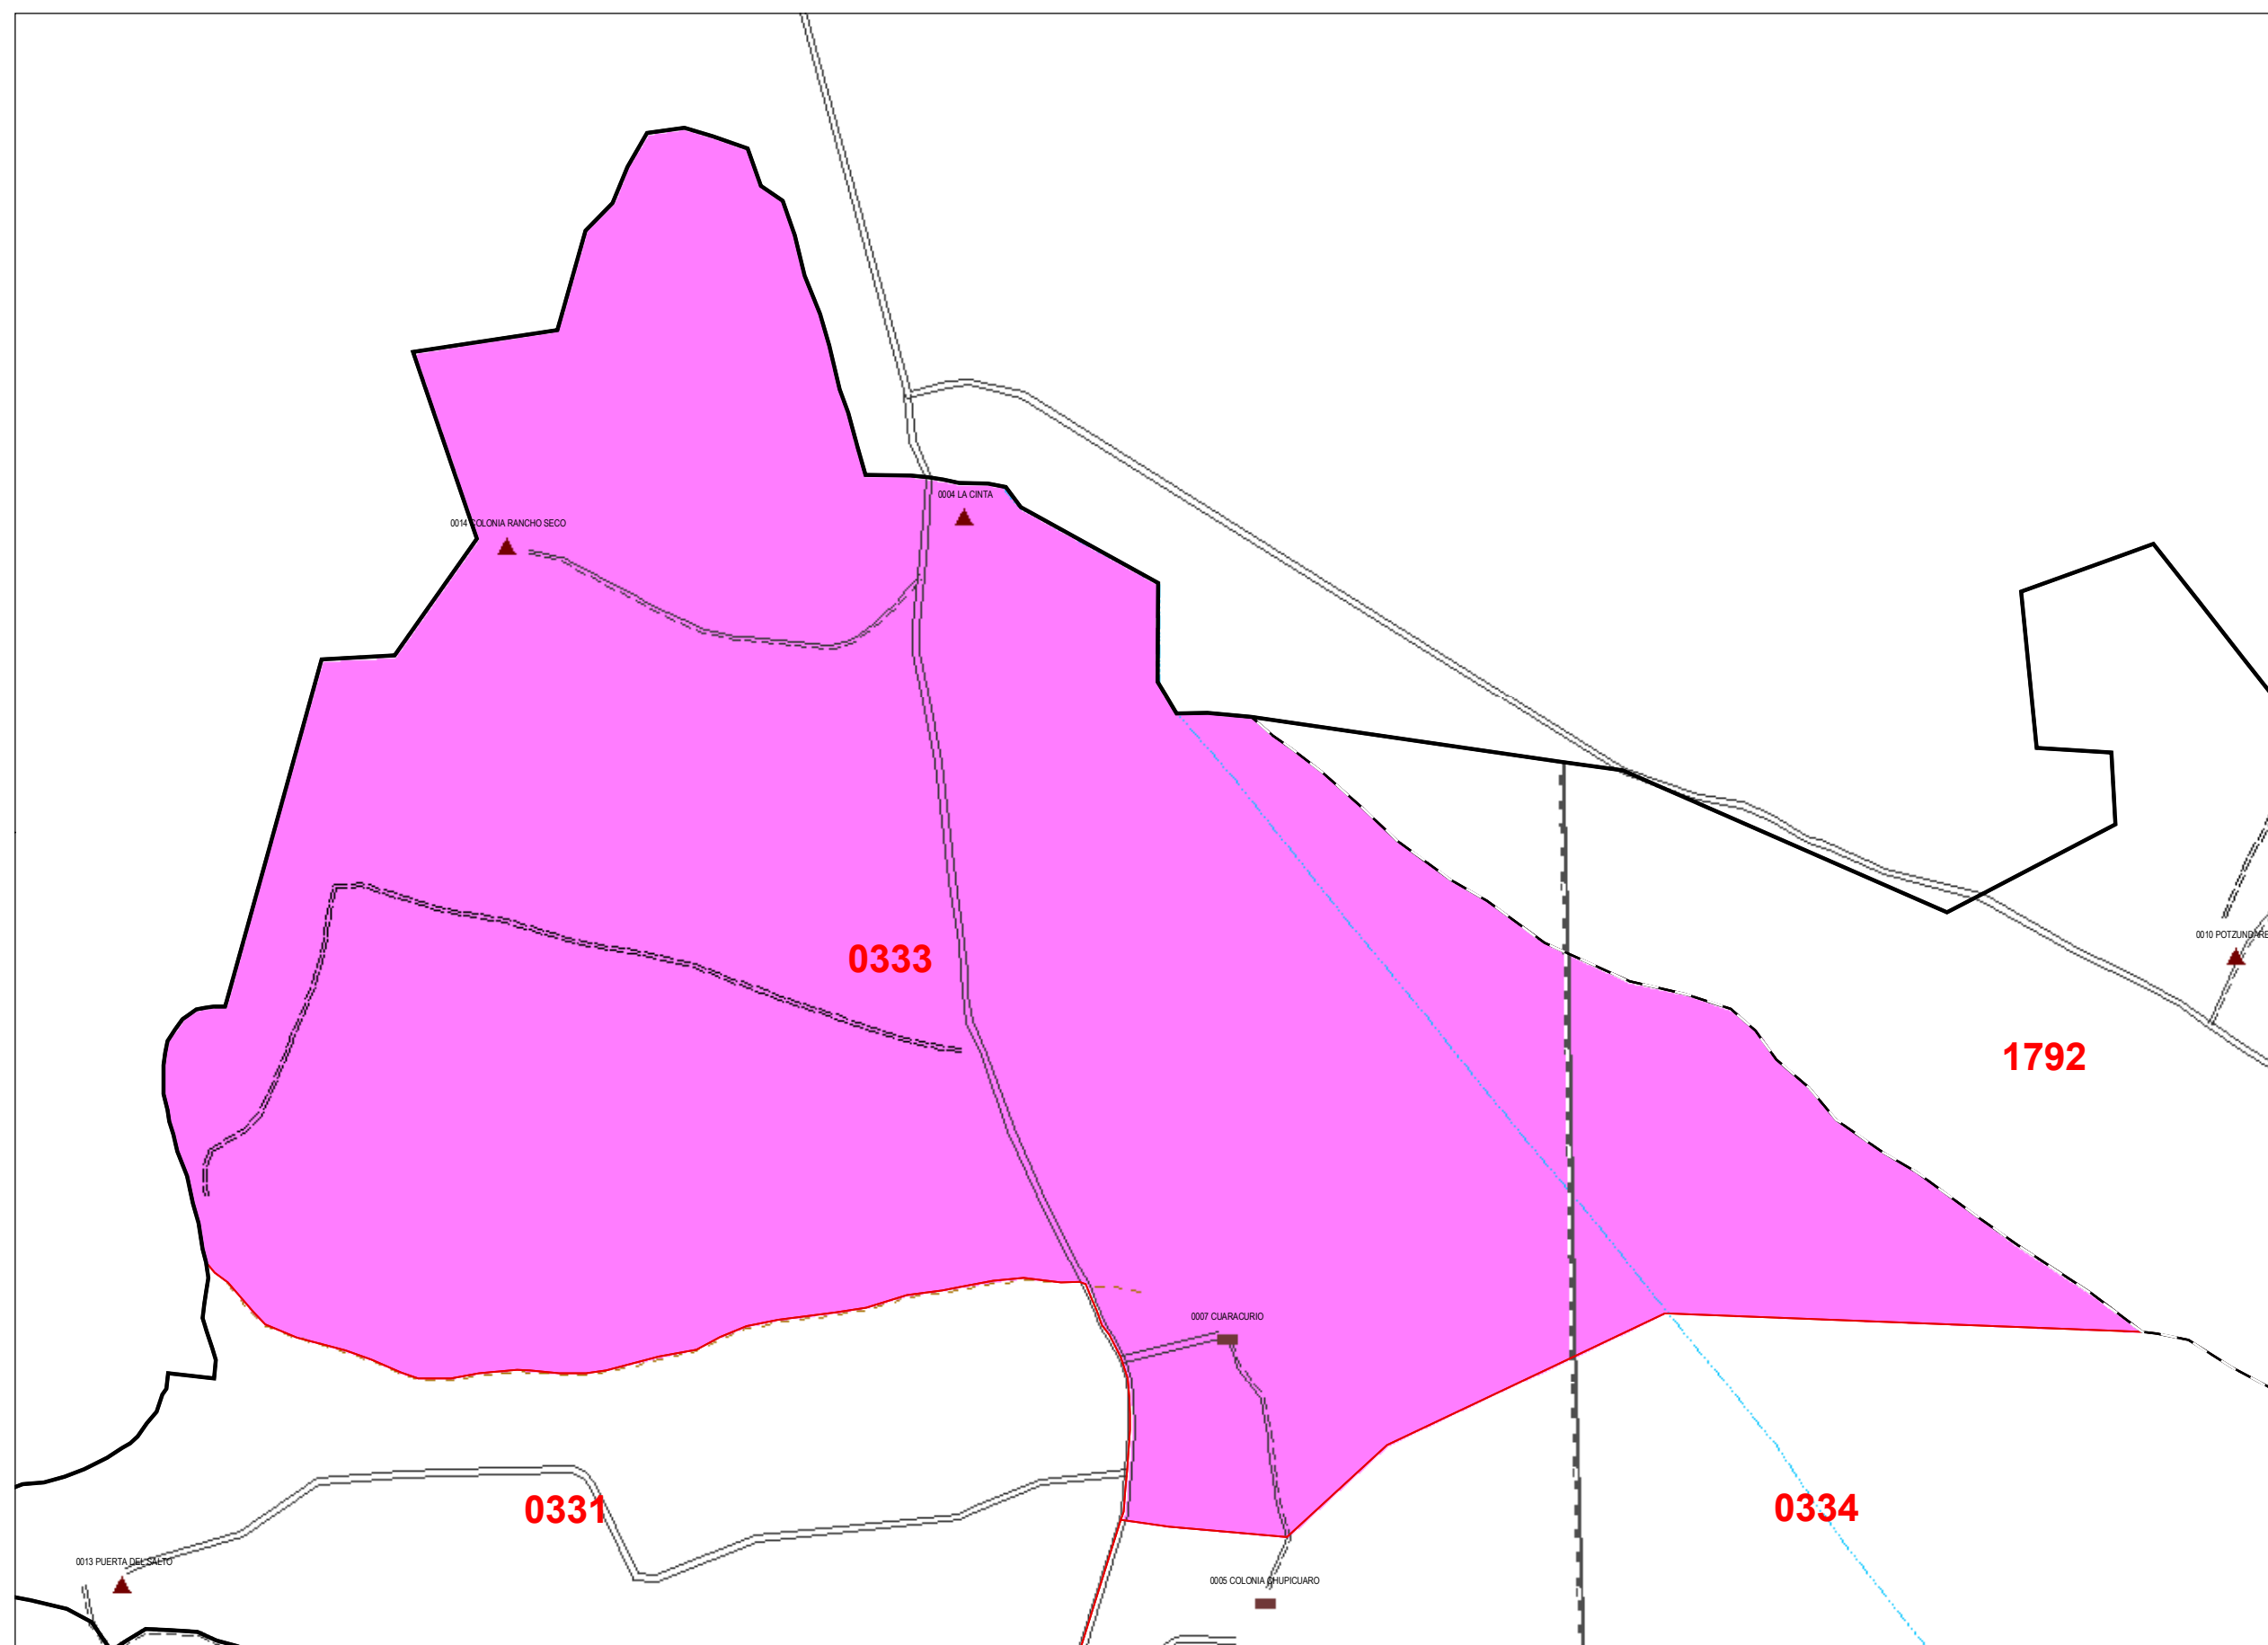 0004 LA CINTA
0014 COLONIA RANCHO SECO
0010 POTZUNDARE
0333
1792
0007 CUARACURIO
0331
0334
0013 PUERTA DEL SALTO
0005 COLONIA CHUPICUARO